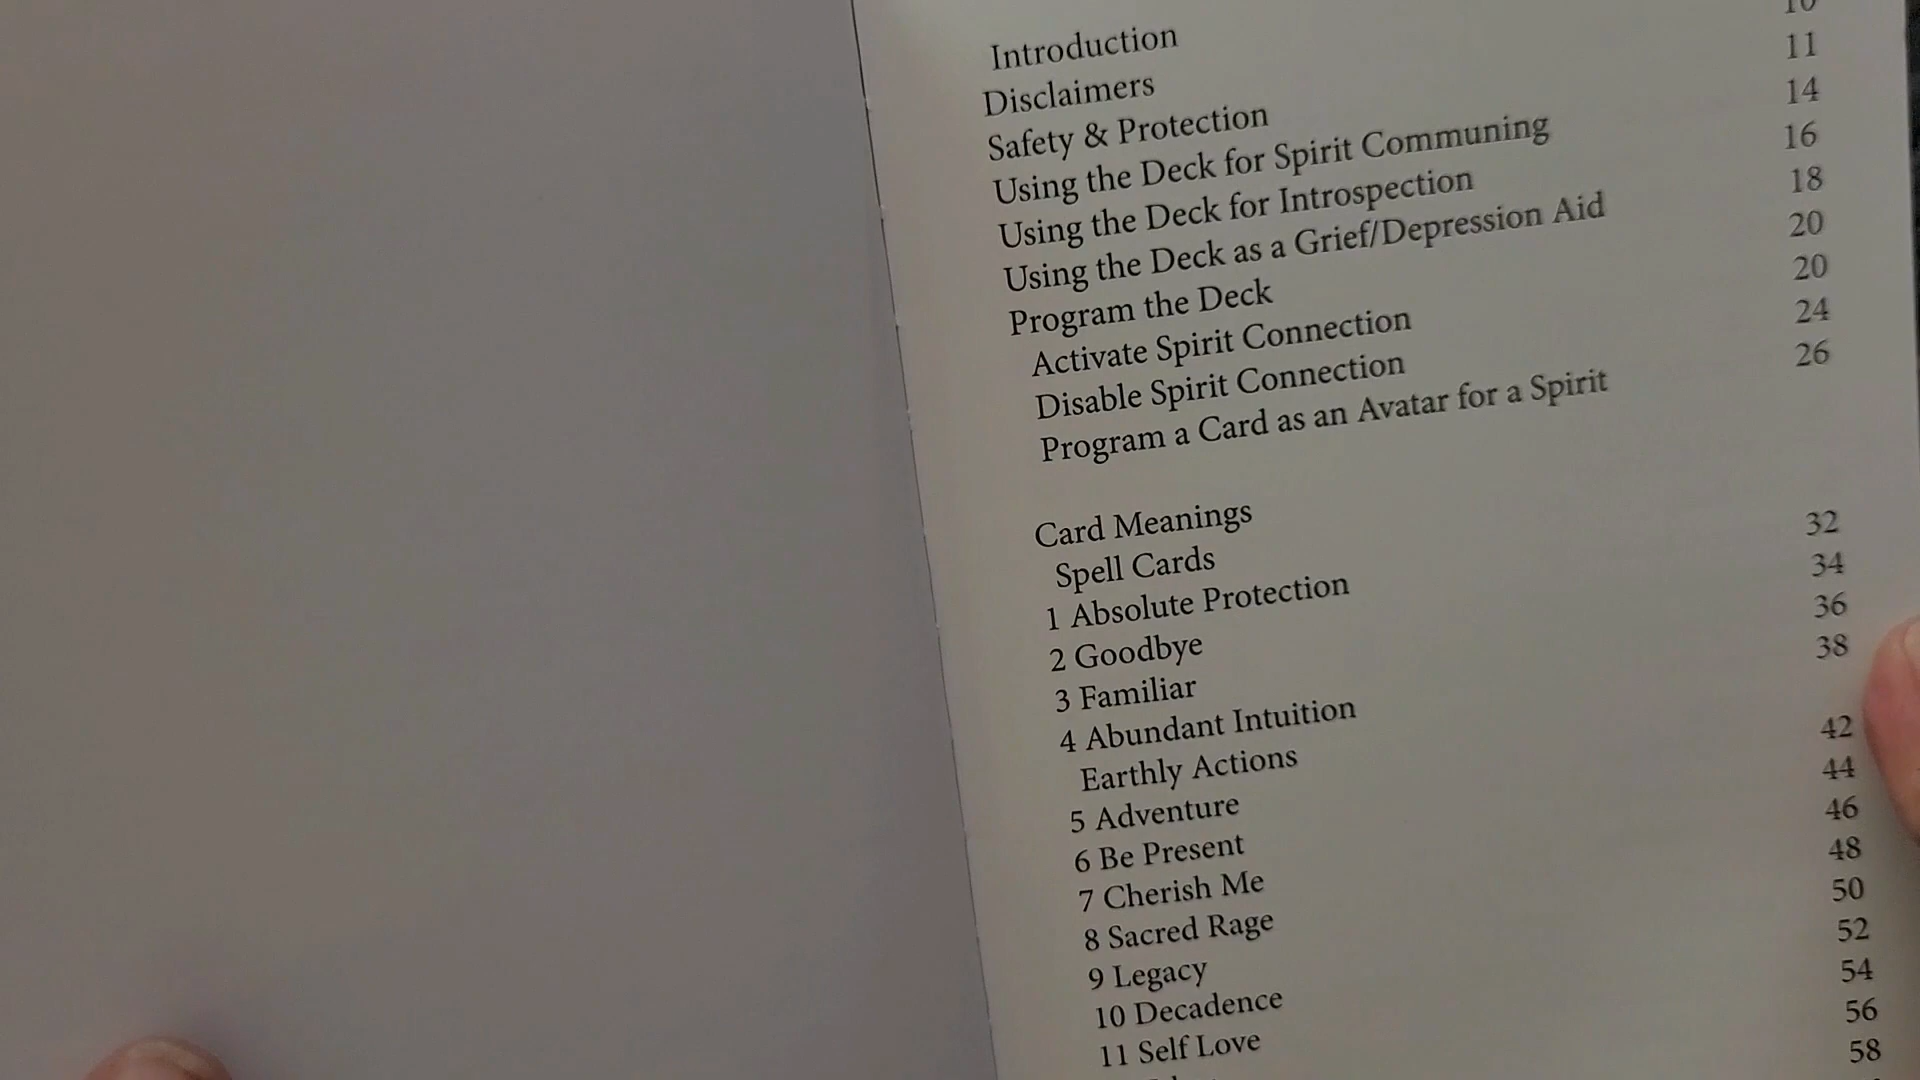 Introduction
Disclaimers 10
Safety & Protection 11
Using the Deck for Spirit Communing 14
Using the Deck for Introspection 16
Using the Deck as a Grief/Depression Aid 18
Program the Deck 20
Activate Spirit Connection 20
Disable Spirit Connection 24
Program a Card as an Avatar for a Spirit 26
Card Meanings
Spell Cards
1 Absolute Protection 32
2 Goodbye 34
3 Familiar 36
4 Abundant Intuition 38
Earthly Actions
5 Adventure 42
6 Be Present 44
7 Cherish Me 46
8 Sacred Rage 48
9 Legacy 50
10 Decadence 52
11 Self Love 54
56
58